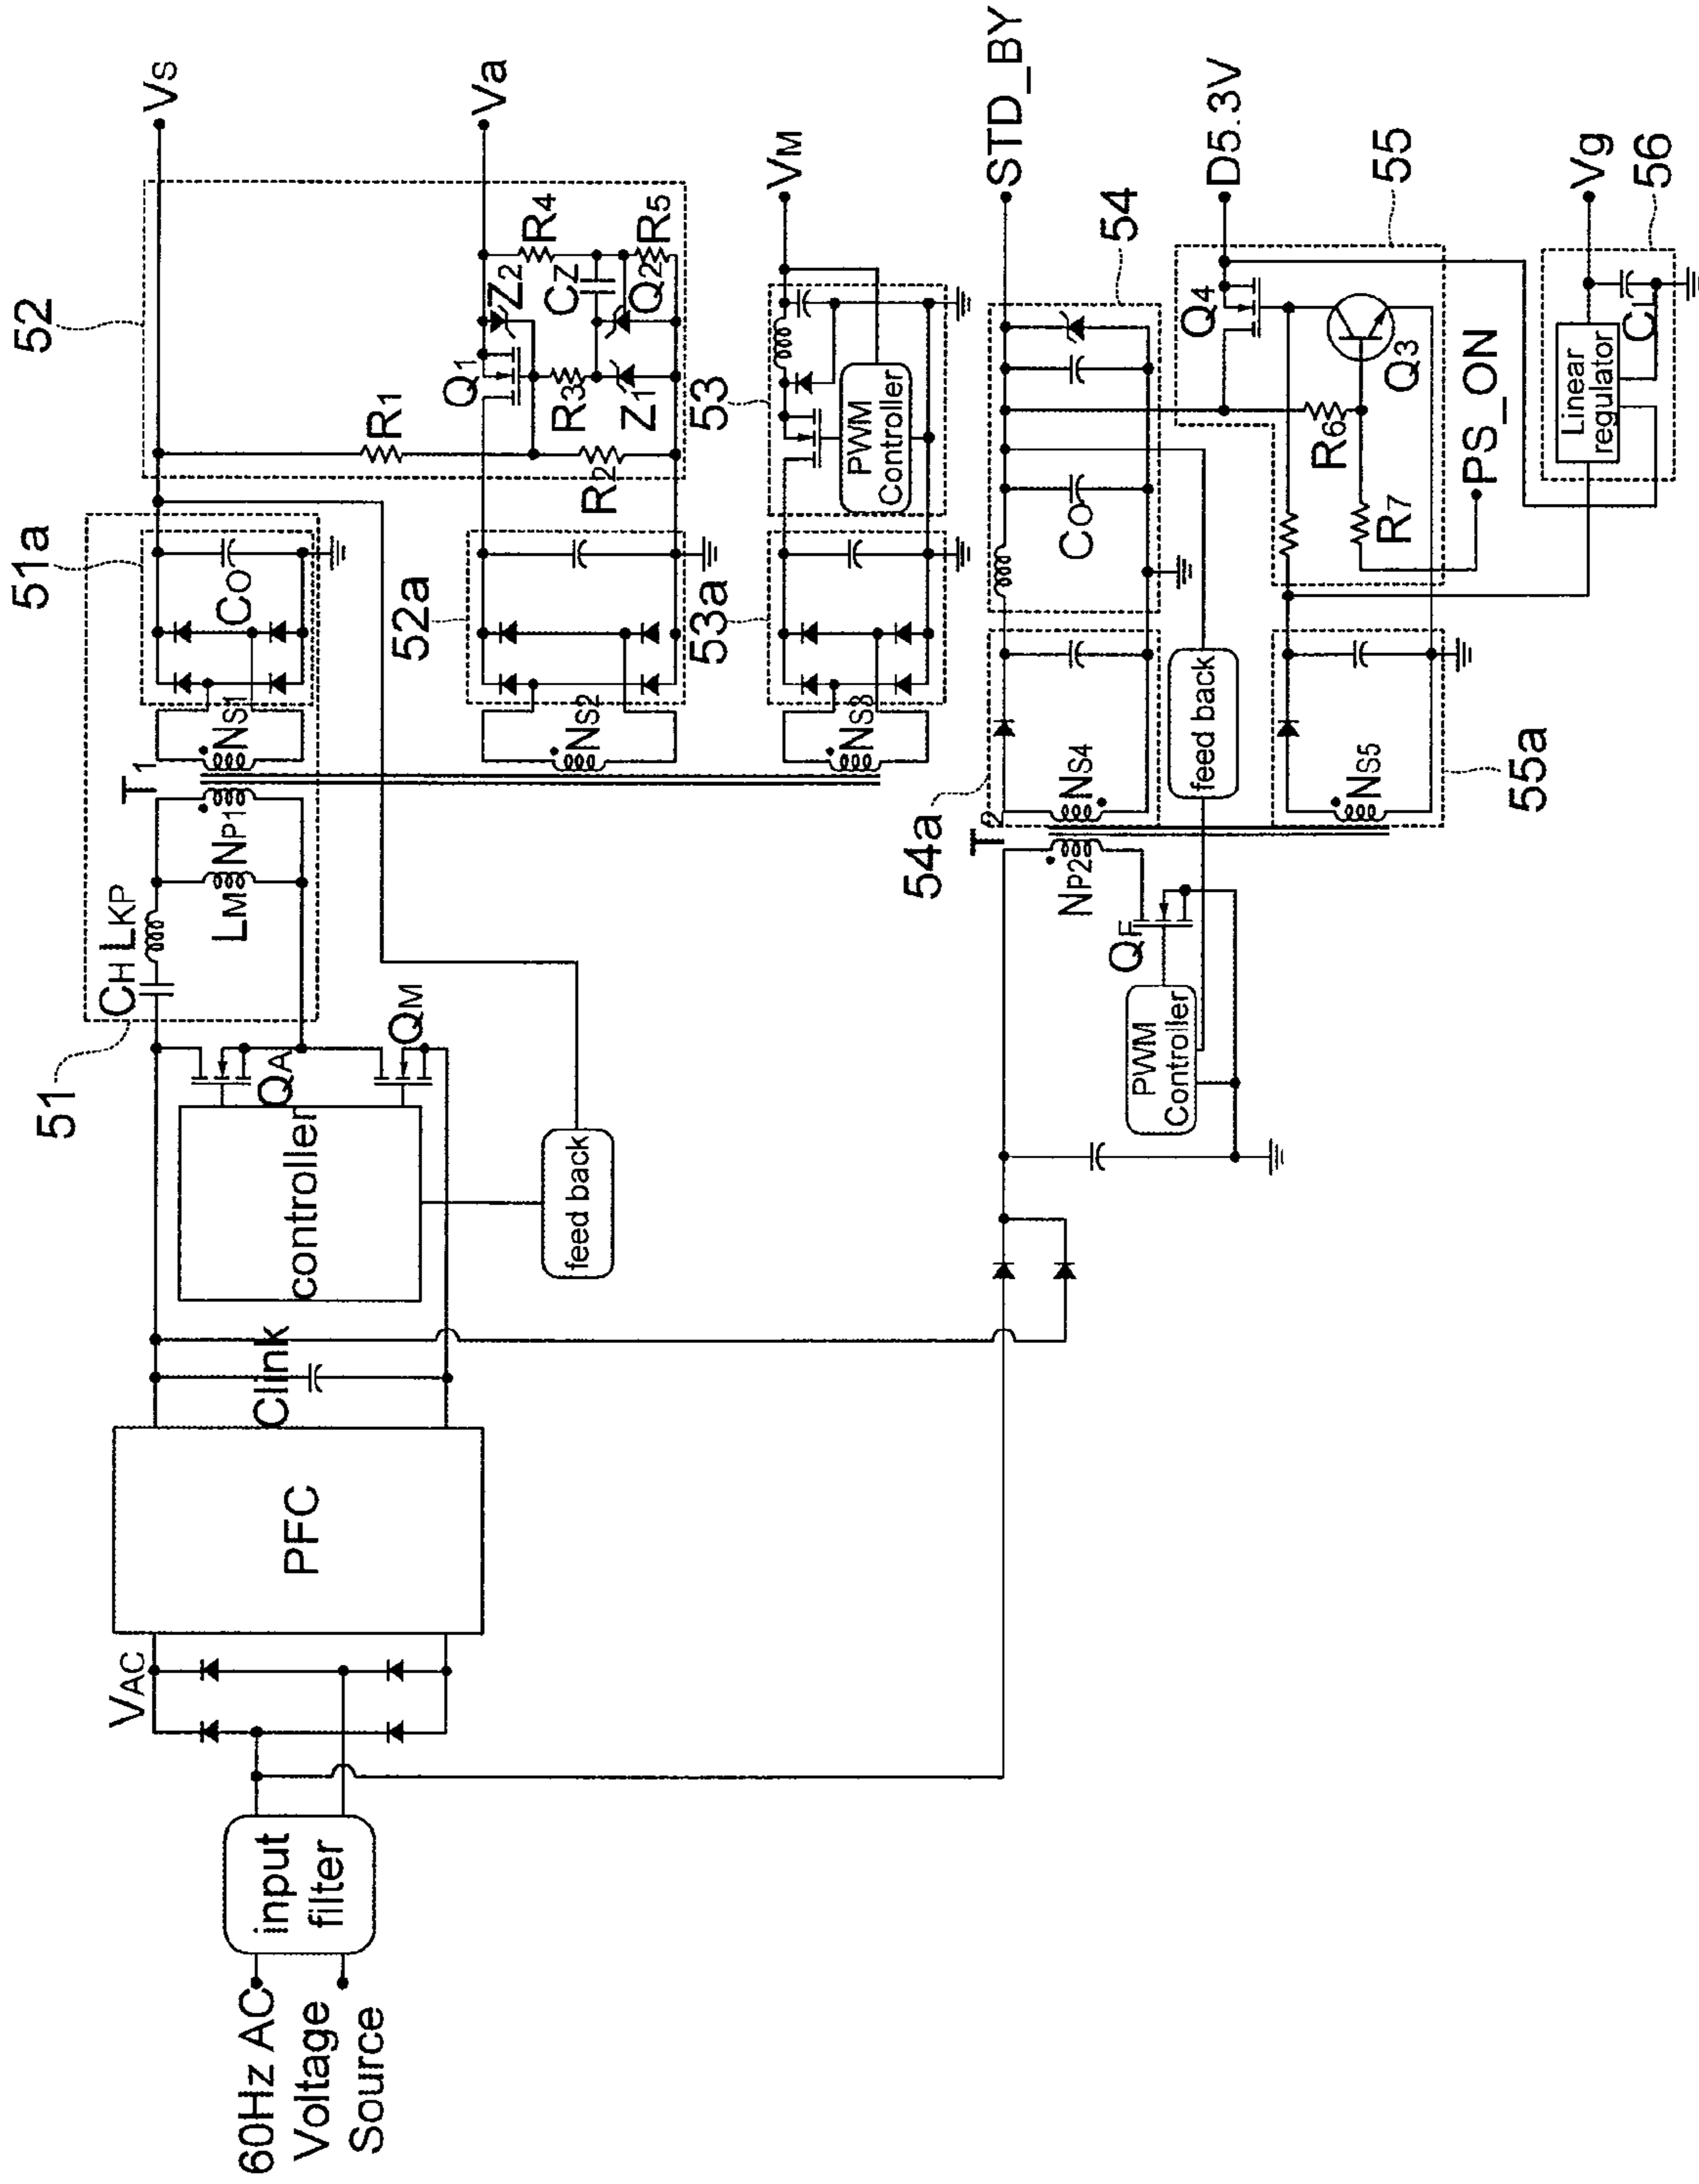 60Hz AC
Voltage
Source
input
filter
VAC
PFC
Clink
controller
feed back
QA
QM
51
CH
LKP
LM
NP1
T1
NS1
51a
CO
52
R1
VS
NS2
52a
R2
Q1
R3
Z1
Z2
CZ
Q2
R4
R5
Va
NS3
53a
53
PWM
Controller
VM
PWM
Controller
QF
NP2
T2
54a
NS4
feed back
CO
54
STD_BY
NS5
55a
R7
R6
Q3
Q4
PS_ON
55
D5.3V
Linear
regulator
CL
56
Vg